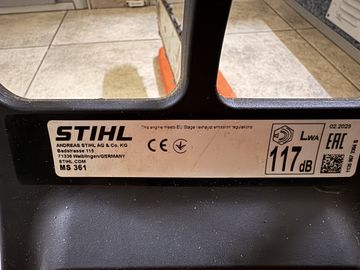 STIHL
ANDREAS STIHL AG & Co. KG
Badstrasse 115
71336 Waiblingen/GERMANY
STIHL.COM
MS 361
This engine meets EU Stage I exhaust emission regulations
CE
LWA
117dB
02.2025
EAC